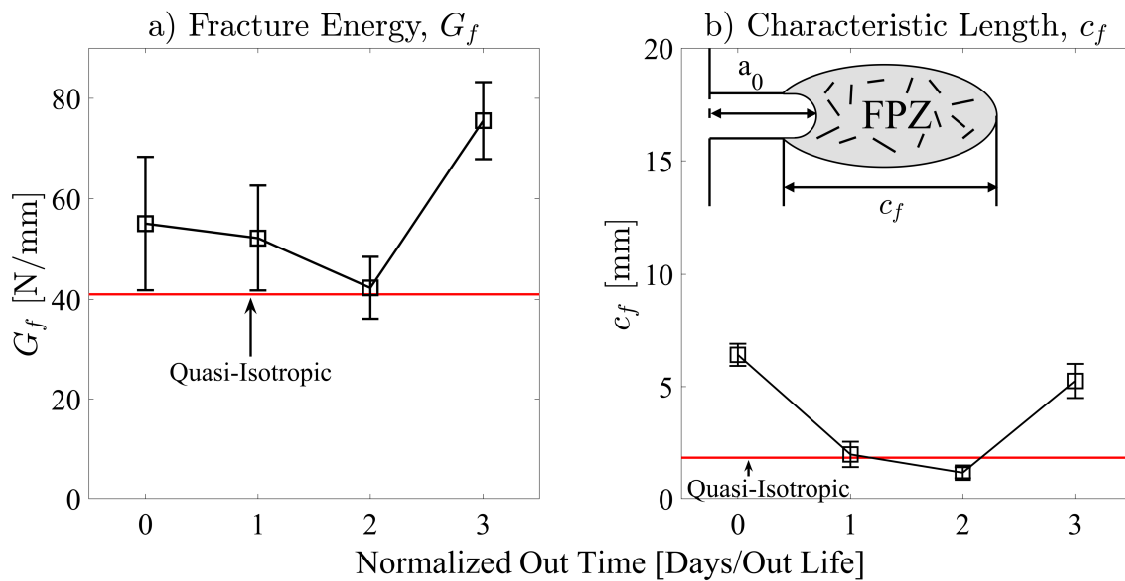 a) Fracture Energy, G_f
80
60
40
20
0
G_f [N/mm]
Quasi-Isotropic
0 1 2 3
b) Characteristic Length, c_f
20
15
10
5
0
c_f [mm]
a_0
FPZ
c_f
Quasi-Isotropic
0 1 2 3
Normalized Out Time [Days/Out Life]